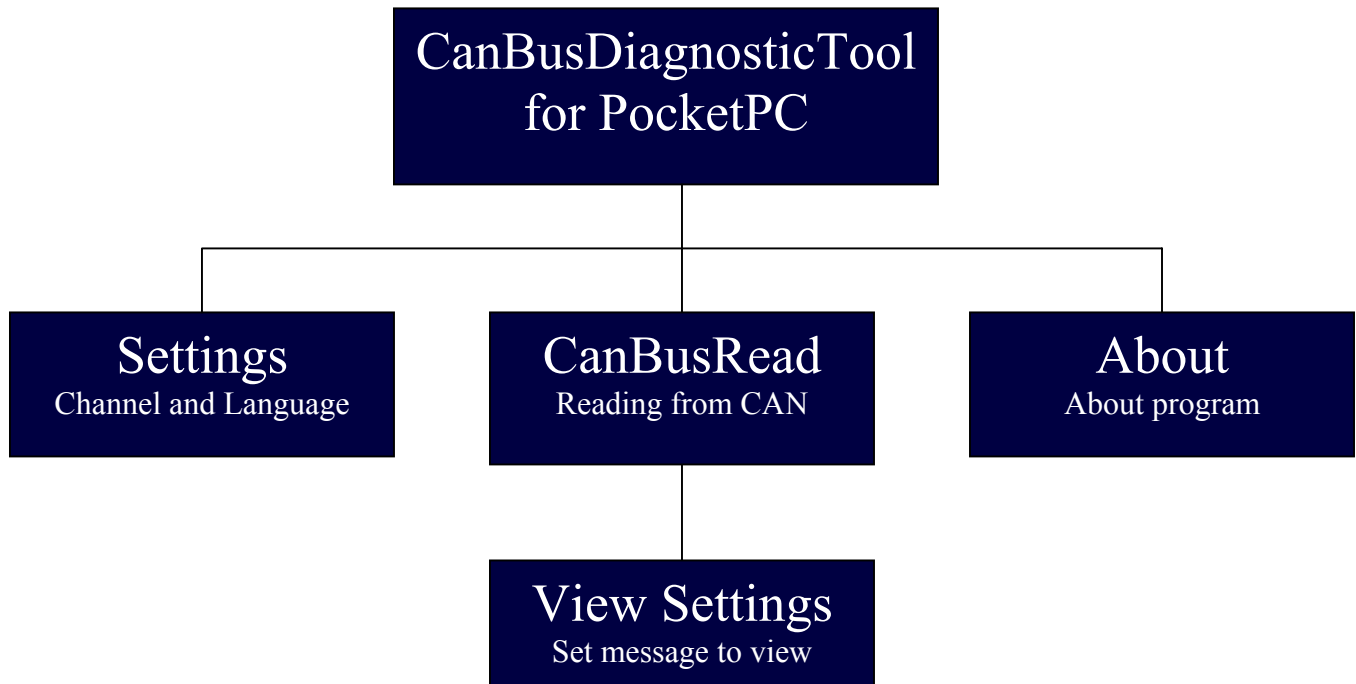 CanBusDiagnosticTool
for PocketPC
Settings
Channel and Language
CanBusRead
Reading from CAN
About
About program
View Settings
Set message to view